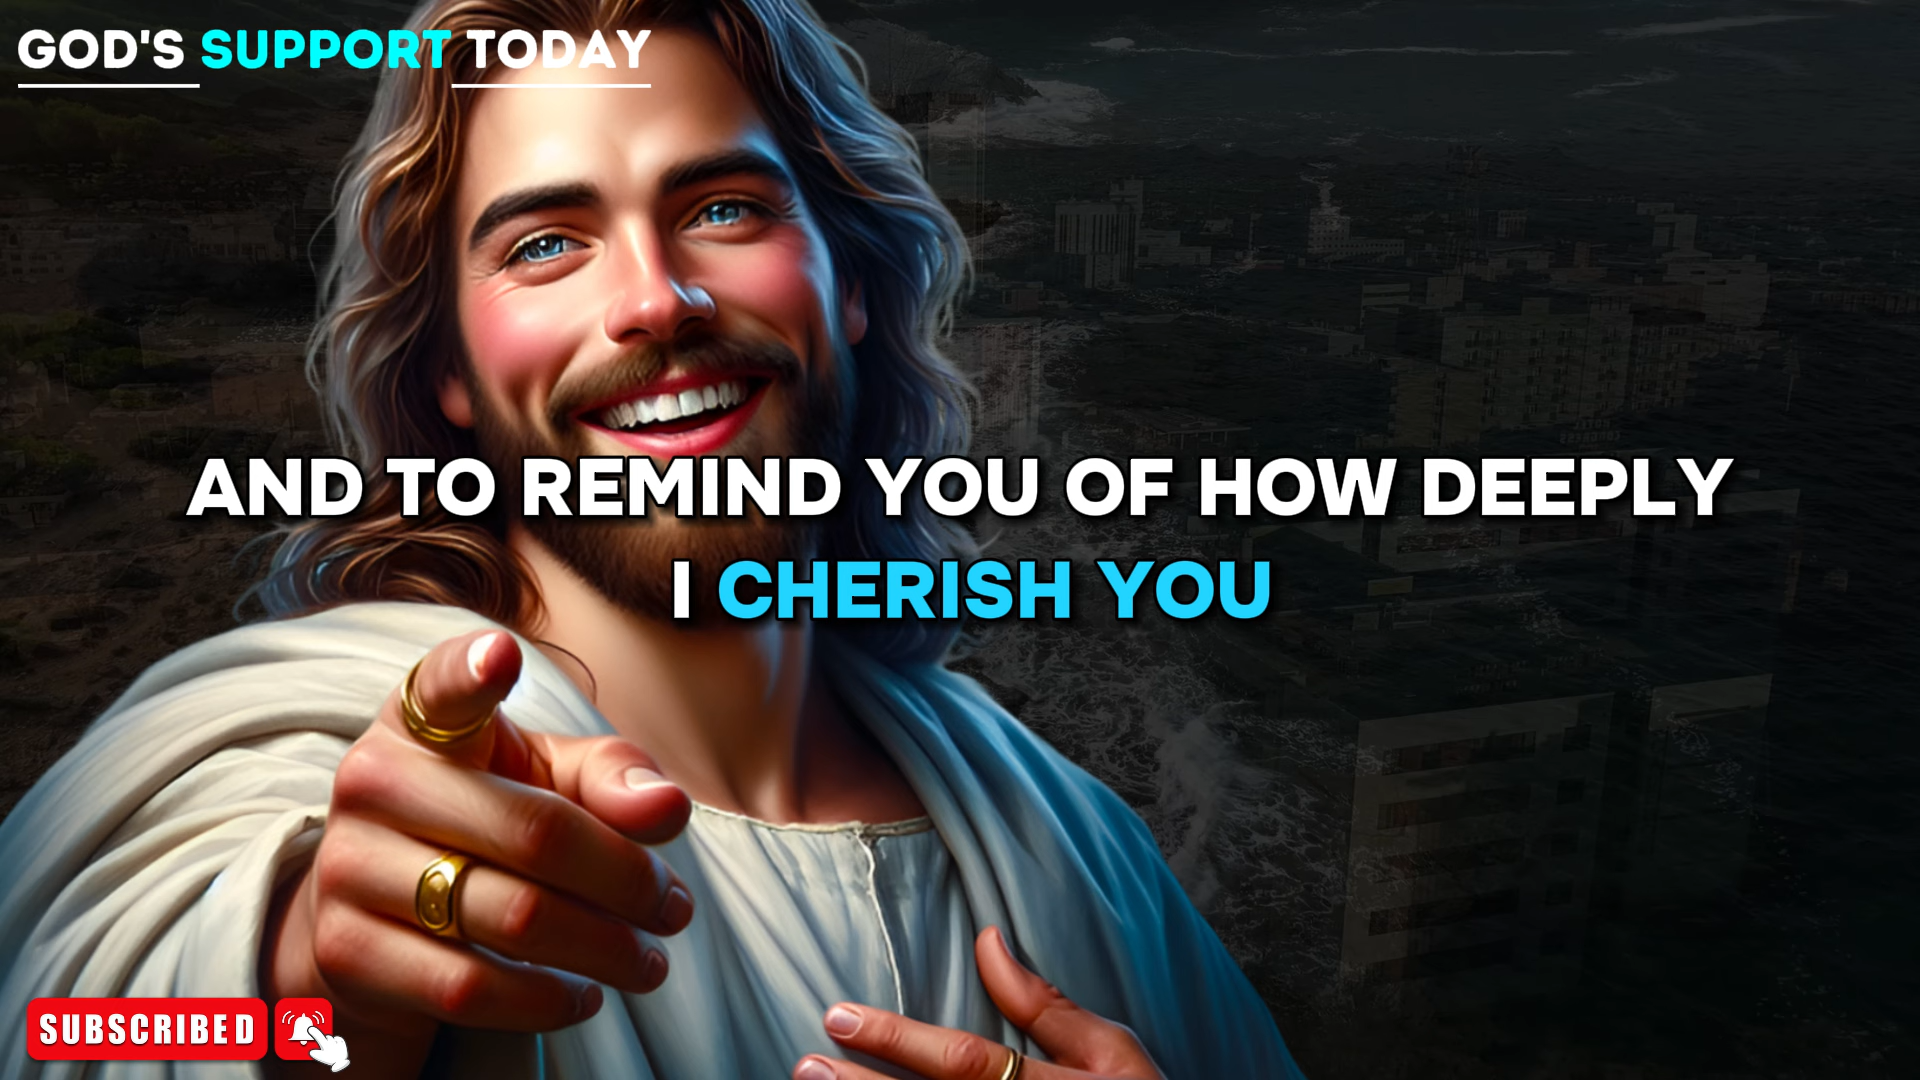 GOD'S SUPPORT TODAY
AND TO REMIND YOU OF HOW DEEPLY
I CHERISH YOU
SUBSCRIBED